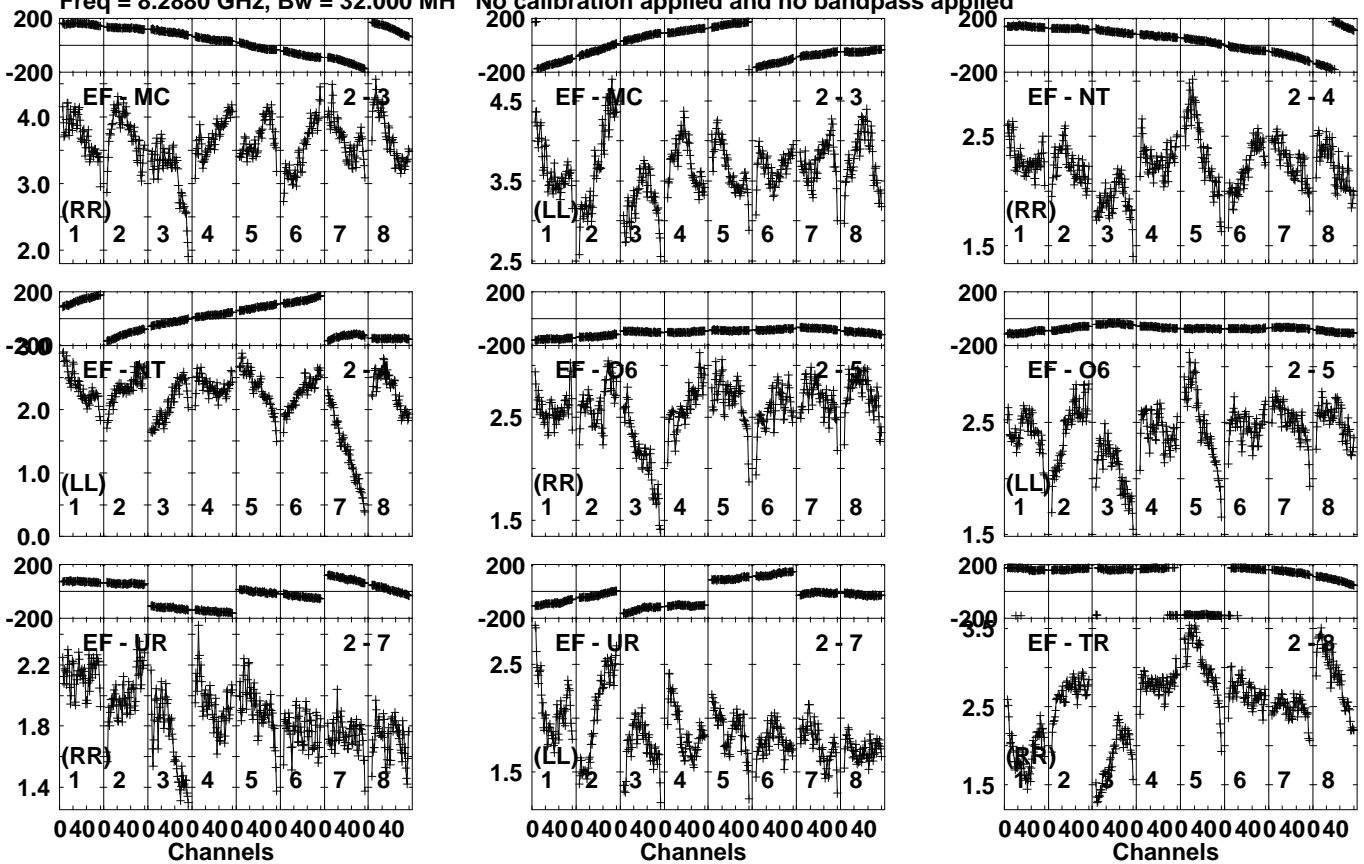 Freq = 8.2880 GHz, Bw = 32.000 MH No calibration applied and no bandpass applied
200 200 200
-200 -200 -200
EF - MC 2 - 3 EF - MC 2 - 3 EF - NT 2 - 4
4.0 4.5 2.5
3.0 3.5
(RR) (LL) (RR)
1 2 3 4 5 6 7 8 1 2 3 4 5 6 7 8 1 2 3 4 5 6 7 8
2.0 2.5 1.5
200 200 200
-200 -200 -200
3.0
EF - NT 2 - 4 EF - O6 2 - 5 EF - O6 2 - 5
2.0 2.5 2.5
1.0
(LL) (RR) (LL)
1 2 3 4 5 6 7 8 1 2 3 4 5 6 7 8 1 2 3 4 5 6 7 8
0.0 1.5 1.5
200 200 200
-200 -200 -200
3.5
EF - UR 2 - 7 EF - UR 2 - 7 EF - TR 2 - 8
2.2 2.5 2.5
1.8
(RR) (LL) (RR)
1 2 3 4 5 6 7 8 1 2 3 4 5 6 7 8 1 2 3 4 5 6 7 8
1.4 1.5 1.5
0 40 0 40 0 40 0 40 0 40 0 40 0 40 0 40 0 40 0 40 0 40 0 40 0 40 0 40 0 40 0 40 0 40 0 40 0 40 0 40 0 40 0 40 0 40 0 40
Channels Channels Channels